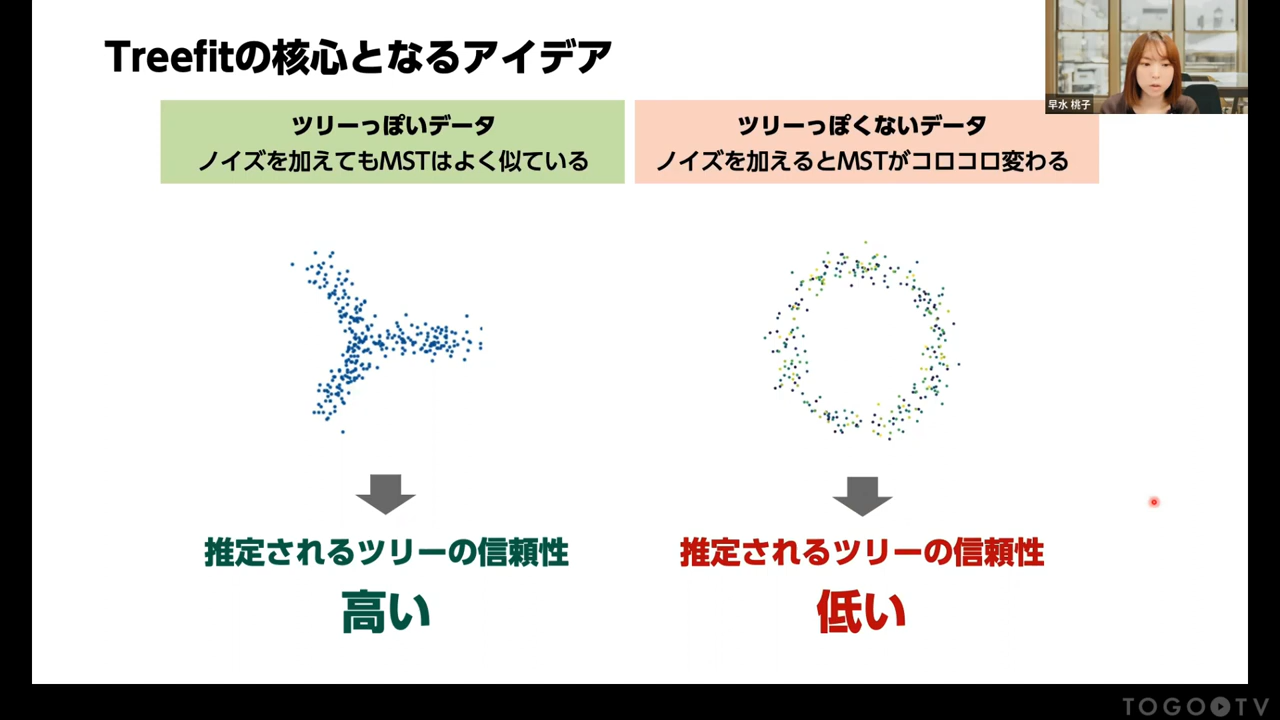 Treefitの核心となるアイデア
早水 桃子
ツリーっぽいデータ
ノイズを加えてもMSTはよく似ている
ツリーっぽくないデータ
ノイズを加えるとMSTがコロコロ変わる
推定されるツリーの信頼性
高い
推定されるツリーの信頼性
低い
TOGO TV